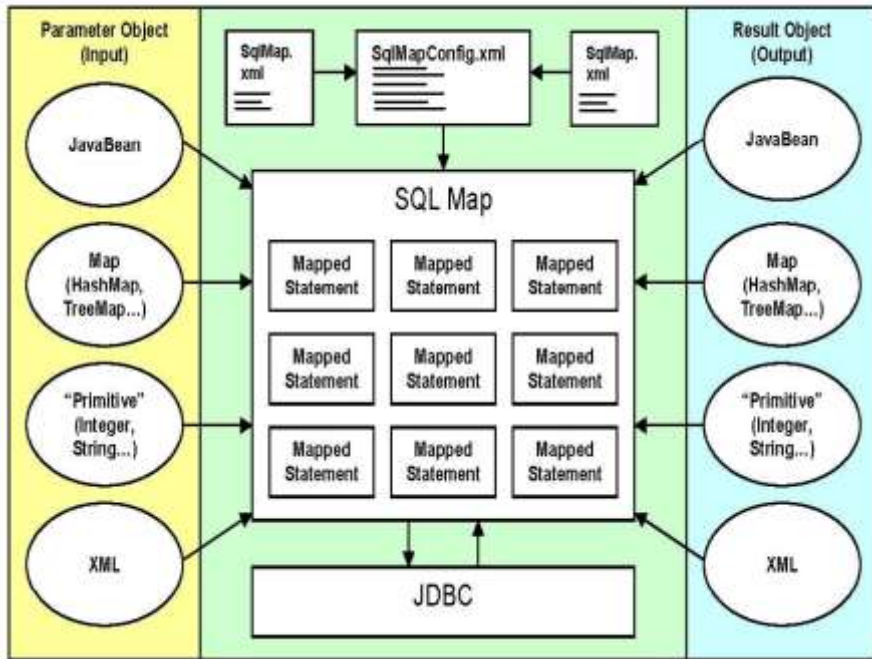 Parameter Object
(Input)
JavaBean
Map
(HashMap,
TreeMap...)
“Primitive”
(Integer,
String...)
XML
SqlMap.
xml
SqlMapConfig.xml
SqlMap.
xml
SQL Map
Mapped
Statement
Mapped
Statement
Mapped
Statement
Mapped
Statement
Mapped
Statement
Mapped
Statement
Mapped
Statement
Mapped
Statement
Mapped
Statement
JDBC
Result Object
(Output)
JavaBean
Map
(HashMap,
TreeMap...)
“Primitive”
(Integer,
String...)
XML